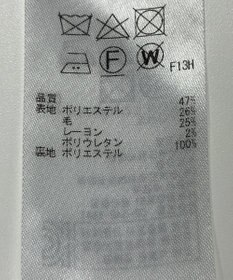 F
W
F13H
品質
表地 ポリエステル 47%
毛 26%
レーヨン 25%
ポリウレタン 2%
裏地 ポリエステル 100%